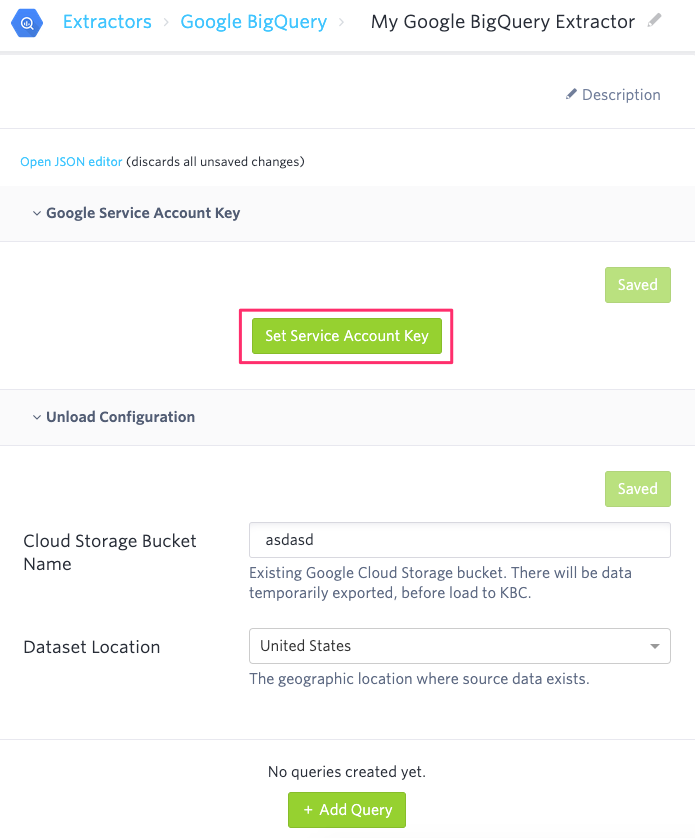 Extractors > Google BigQuery > My Google BigQuery Extractor
Description
Open JSON editor (discards all unsaved changes)
Google Service Account Key
Saved
Set Service Account Key
Unload Configuration
Saved
Cloud Storage Bucket
Name
asdasd
Existing Google Cloud Storage bucket. There will be data
temporarily exported, before load to KBC.
Dataset Location
United States
The geographic location where source data exists.
No queries created yet.
+ Add Query